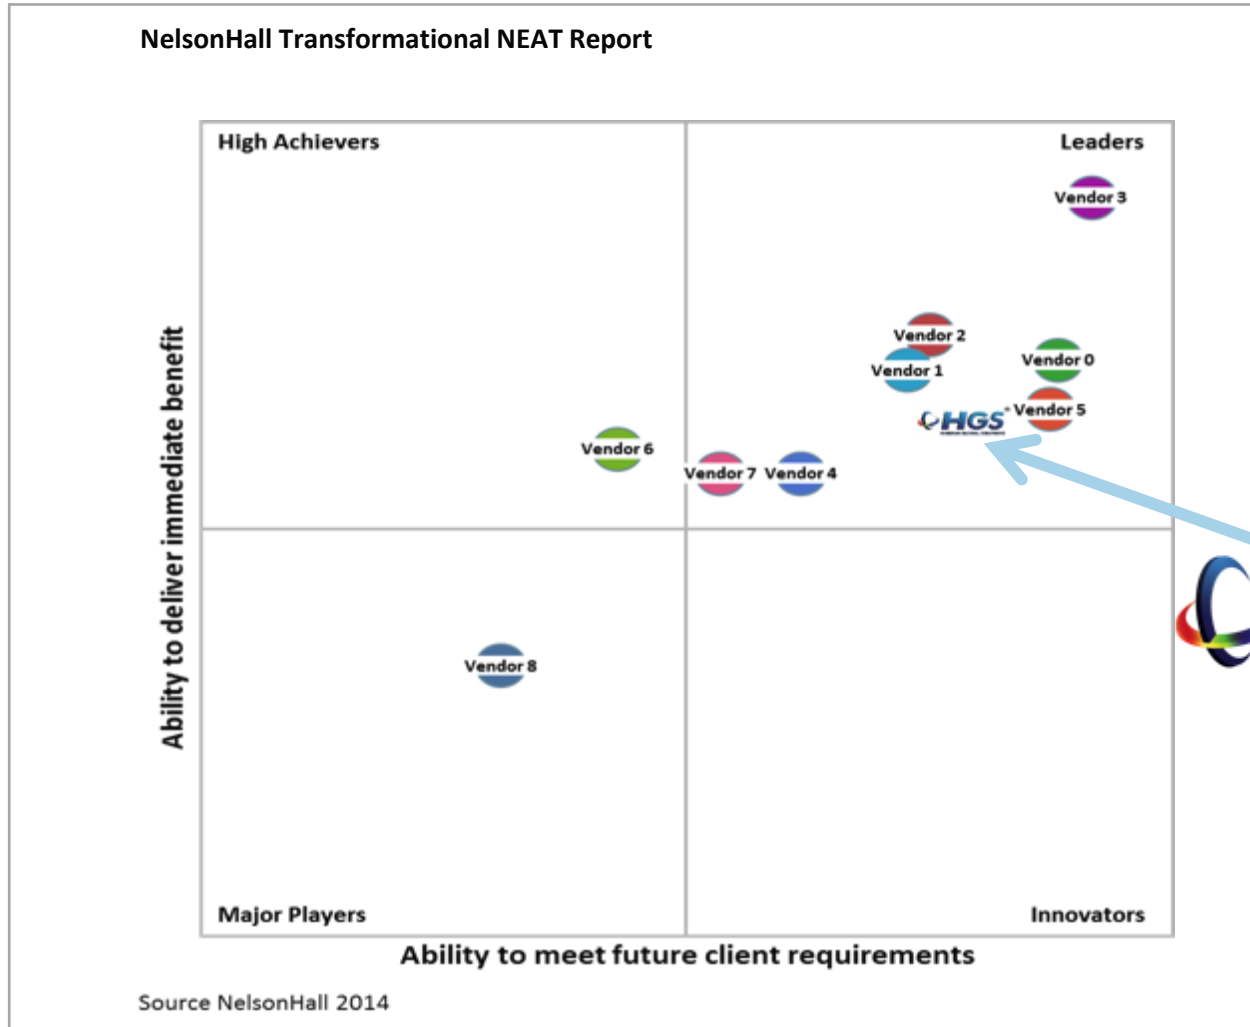 NelsonHall Transformational NEAT Report
High Achievers
Leaders
Vendor 3
Vendor 2
Vendor 0
Vendor 1
Vendor 5
HGS
Vendor 6
Vendor 7
Vendor 4
Ability to deliver immediate benefit
Vendor 8
Major Players
Innovators
Ability to meet future client requirements
Source NelsonHall 2014